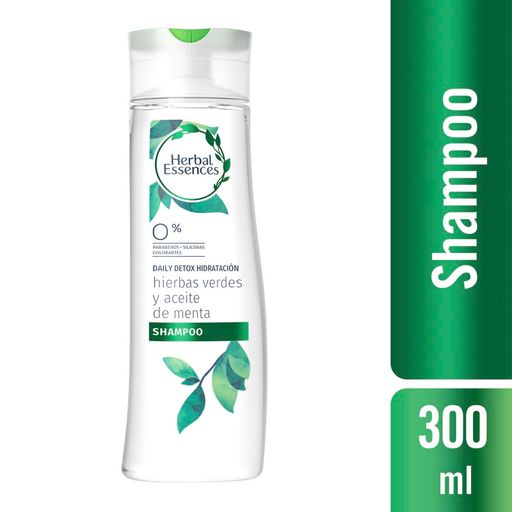 Herbal
Essences
0%
PARABENOS • SILICONAS
COLORANTES
DAILY DETOX HIDRATACIÓN
hierbas verdes
y aceite
de menta
SHAMPOO
Shampoo
300
ml